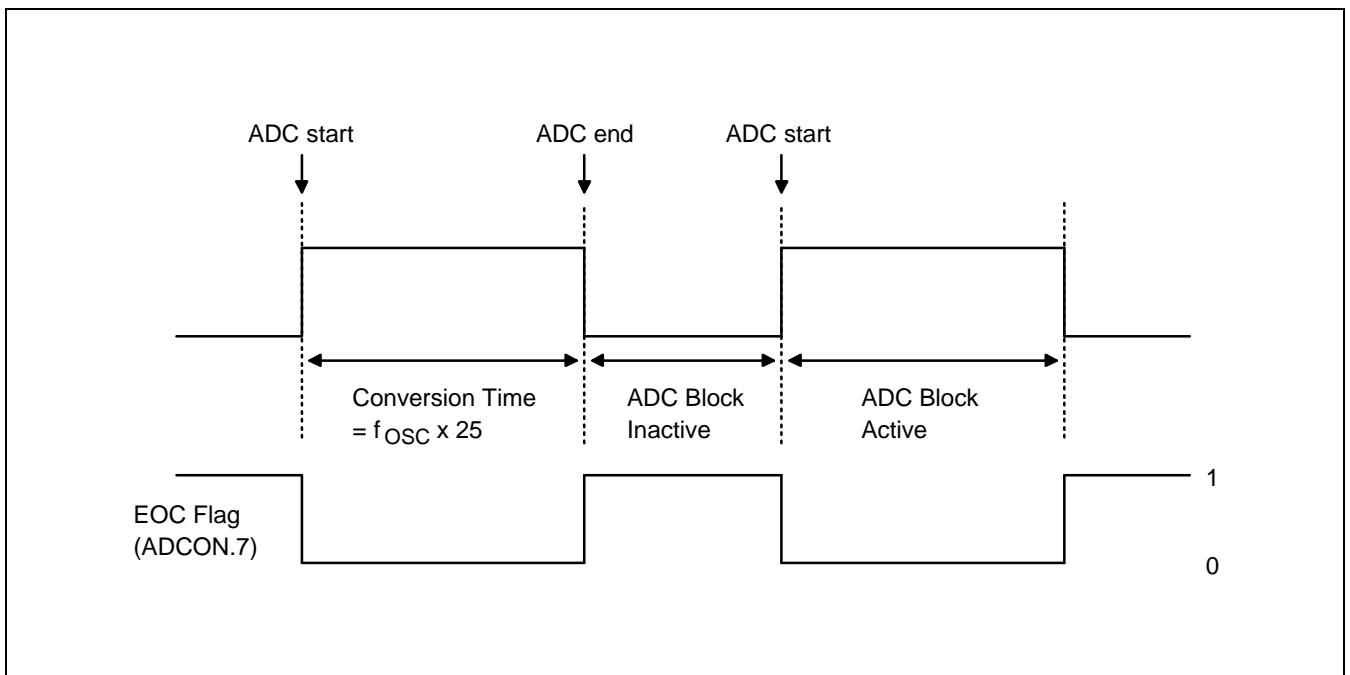 ADC start
ADC end
ADC start
Conversion Time
= fOSC x 25
ADC Block
Inactive
ADC Block
Active
EOC Flag
(ADCON.7)
1
0